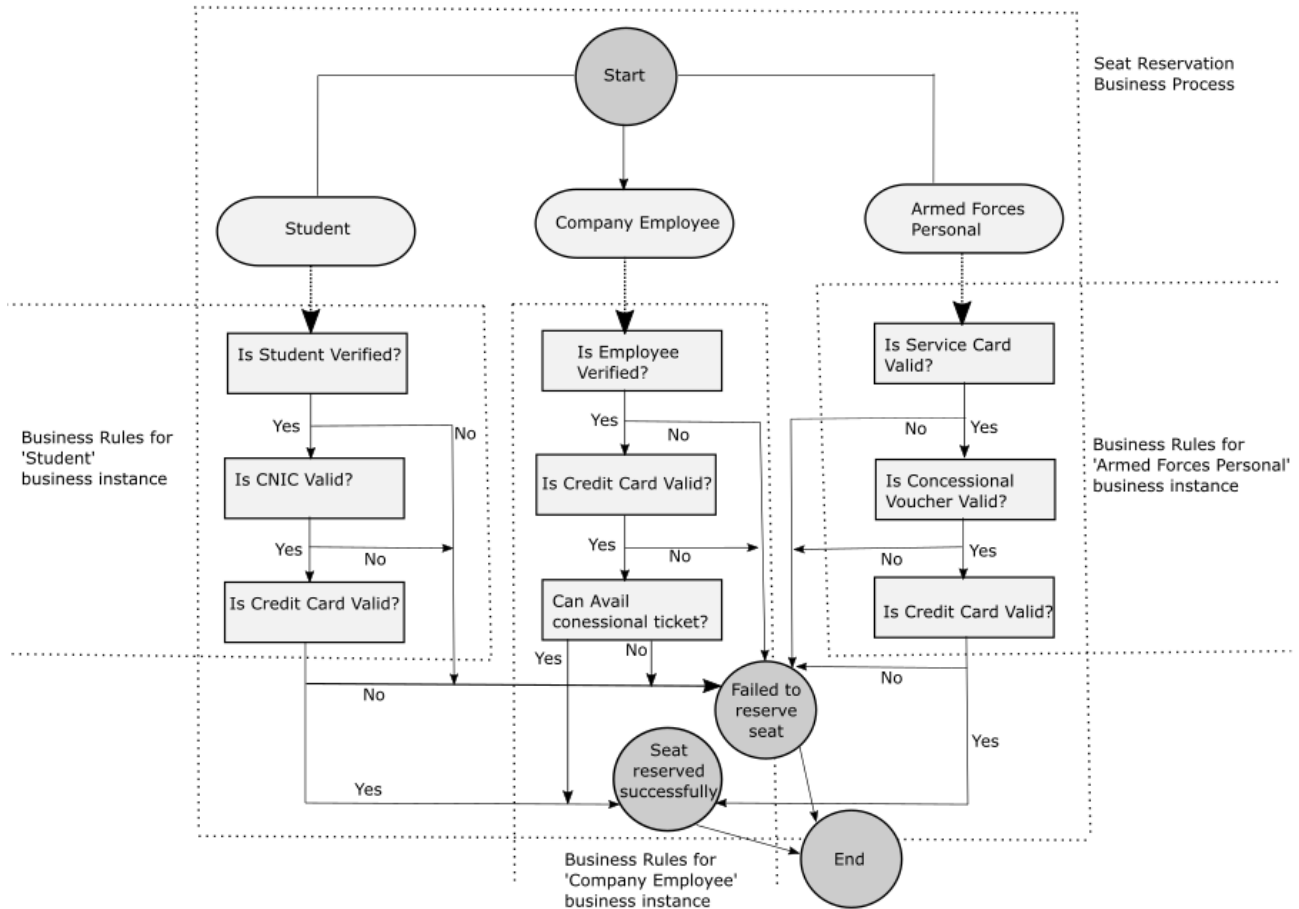 Start
Seat Reservation
Business Process
Student
Company Employee
Armed Forces
Personal
Is Student Verified?
Is Employee
Verified?
Is Service Card
Valid?
Yes
No
Yes
No
No
Yes
Business Rules for
'Student'
business instance
Business Rules for
'Armed Forces Personal'
business instance
Is CNIC Valid?
Is Credit Card Valid?
Is Concessional
Voucher Valid?
Yes
No
Yes
No
No
Yes
Is Credit Card Valid?
Can Avail
conessional ticket?
Is Credit Card Valid?
Yes
No
No
No
Failed to
reserve
seat
Yes
Seat
reserved
successfully
Yes
End
Business Rules for
'Company Employee'
business instance